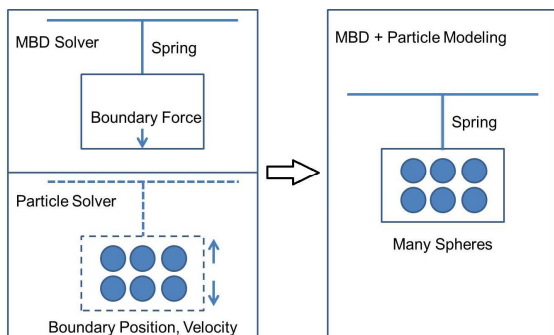 MBD Solver
Spring
Boundary Force
Particle Solver
Boundary Position, Velocity
MBD + Particle Modeling
Spring
Many Spheres